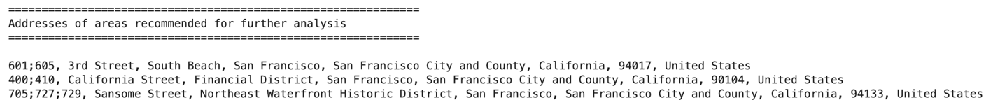 ==============================================================
Addresses of areas recommended for further analysis
==============================================================
601;605, 3rd Street, South Beach, San Francisco, San Francisco City and County, California, 94017, United States
400;410, California Street, Financial District, San Francisco, San Francisco City and County, California, 90104, United States
705;727;729, Sansome Street, Northeast Waterfront Historic District, San Francisco, San Francisco City and County, California, 94133, United States